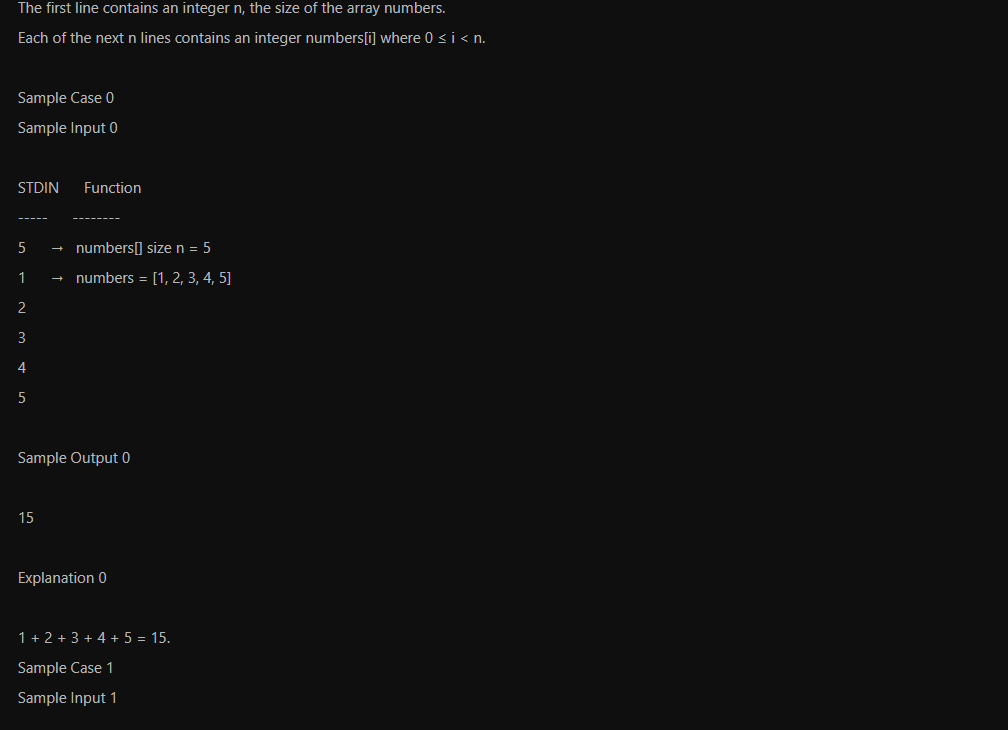 The first line contains an integer n, the size of the array numbers.
Each of the next n lines contains an integer numbers[i] where 0 ≤ i < n.
Sample Case 0
Sample Input 0
STDIN Function
----- --------
5 → numbers[] size n = 5
1 → numbers = [1, 2, 3, 4, 5]
2
3
4
5
Sample Output 0
15
Explanation 0
1 + 2 + 3 + 4 + 5 = 15.
Sample Case 1
Sample Input 1